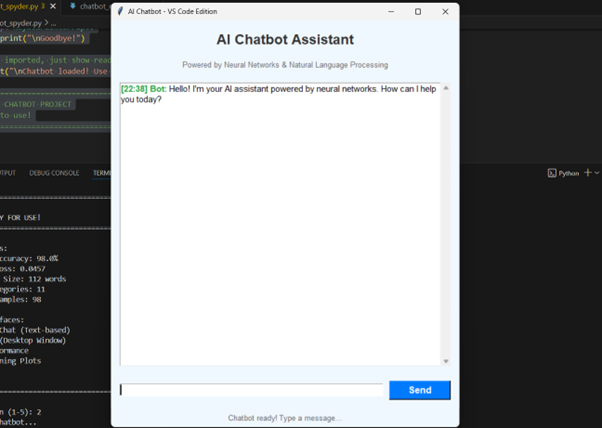 ot_spyder.py 3
chatbot_g
ot_spyder.py > ...
print("\nGoodbye!")
imported, just show read
t("\nChatbot loaded! Use
CHATBOT PROJECT
to use)
TPUT DEBUG CONSOLE TERM
Python
Y FOR USE!
s:
ccuracy: 98.0%
oss: 0.0457
Size: 112 words
egories: 11
amples: 98
faces:
Chat (Text-based)
(Desktop Window)
ormance
ning Plots
n (1-5): 2
hatbot...
AI Chatbot - VS Code Edition
AI Chatbot Assistant
Powered by Neural Networks & Natural Language Processing
[22:38] Bot: Hello! I'm your AI assistant powered by neural networks. How can I help
you today?
Send
Chatbot ready! Type a message...